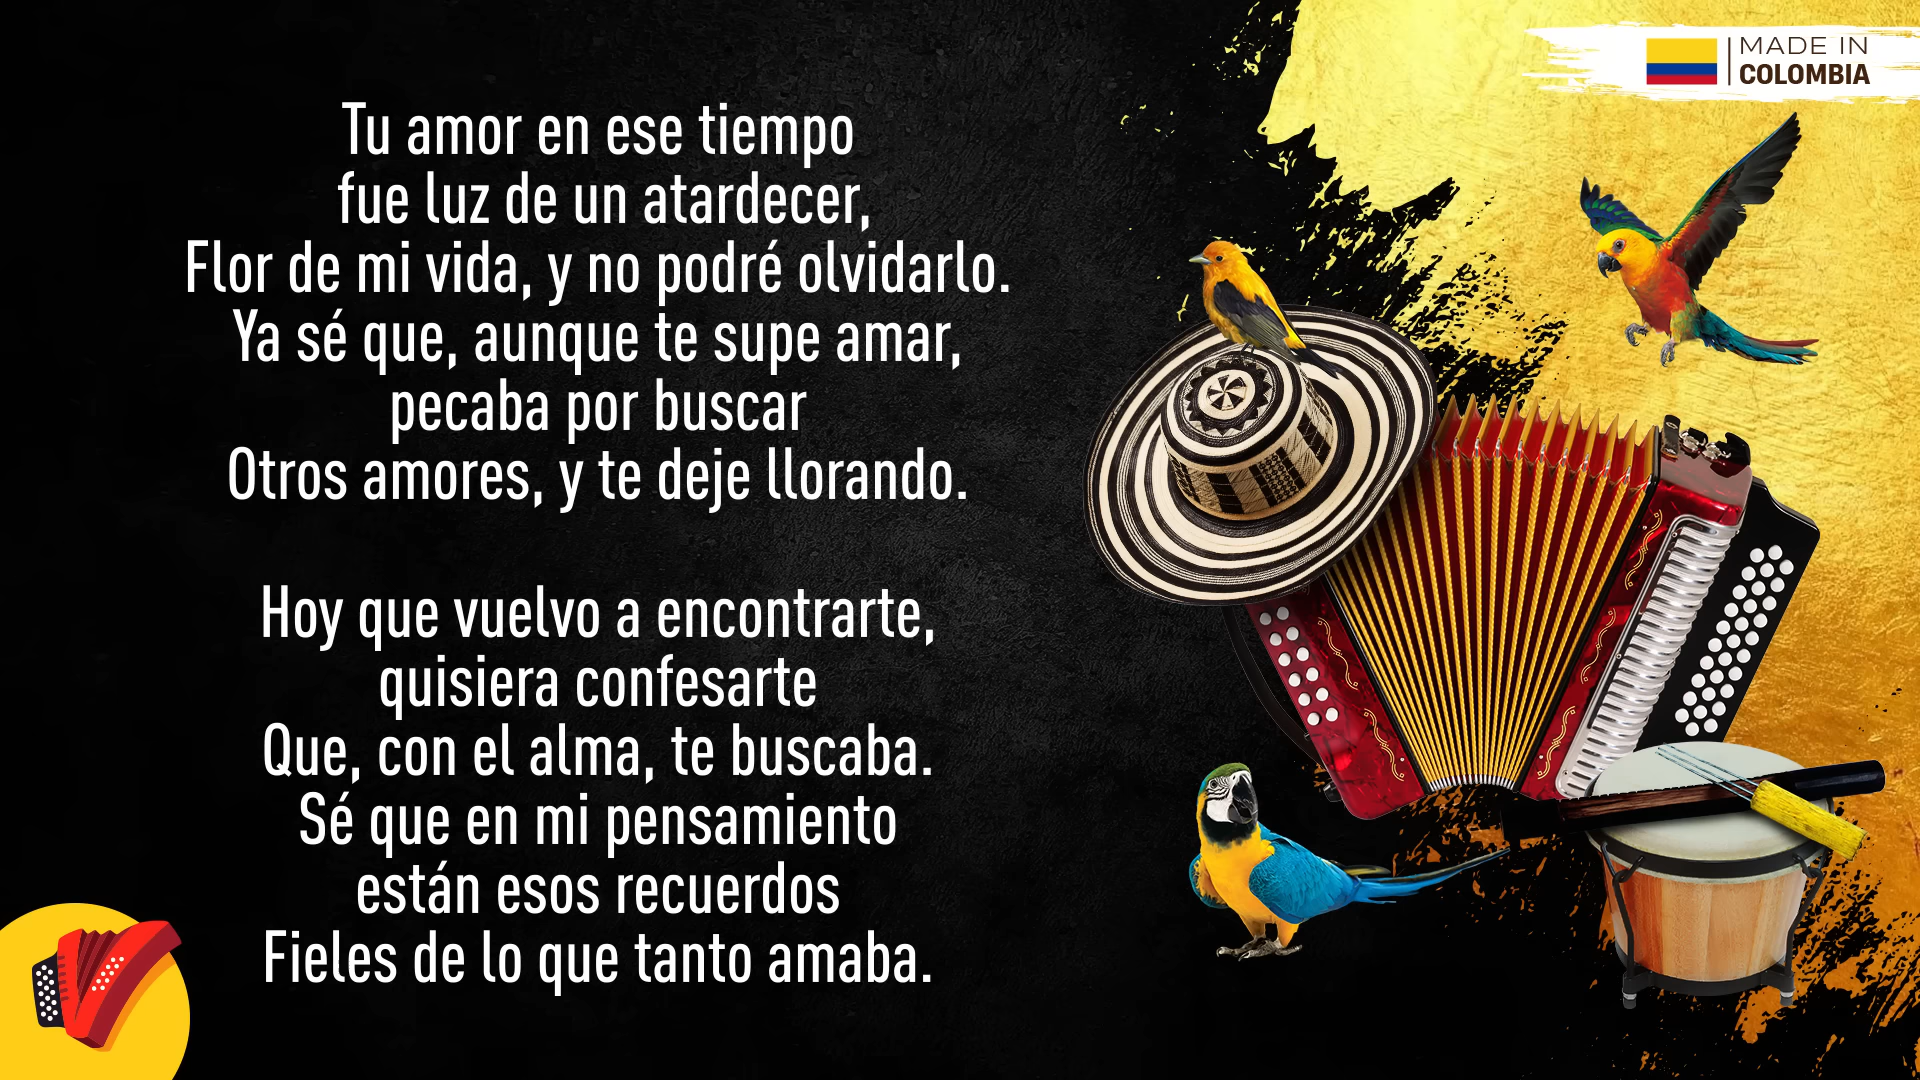 MADE IN
COLOMBIA
Tu amor en ese tiempo
fue luz de un atardecer,
Flor de mi vida, y no podré olvidarlo.
Ya sé que, aunque te supe amar,
pecaba por buscar
Otros amores, y te deje llorando.
Hoy que vuelvo a encontrarte,
quisiera confesarte
Que, con el alma, te buscaba.
Sé que en mi pensamiento
están esos recuerdos
Fieles de lo que tanto amaba.